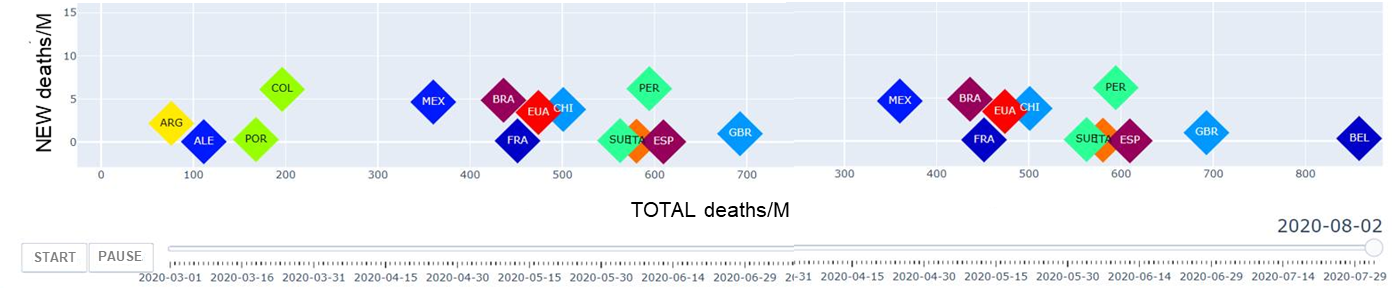 NEW deaths/M
15
10
5
0
COL
PER
MEX
BRA
EUA
CHI
ARG
ALE
POR
FRA
SUE
ITA
ESP
GBR
PER
MEX
BRA
EUA
CHI
FRA
SUE
ITA
ESP
GBR
BEL
0 100 200 300 400 500 600 700 300 400 500 600 700 800
TOTAL deaths/M
2020-08-02
START PAUSE
2020-03-01 2020-03-16 2020-03-31 2020-04-15 2020-04-30 2020-05-15 2020-05-30 2020-06-14 2020-06-29 -31 2020-04-15 2020-04-30 2020-05-15 2020-05-30 2020-06-14 2020-06-29 2020-07-14 2020-07-29